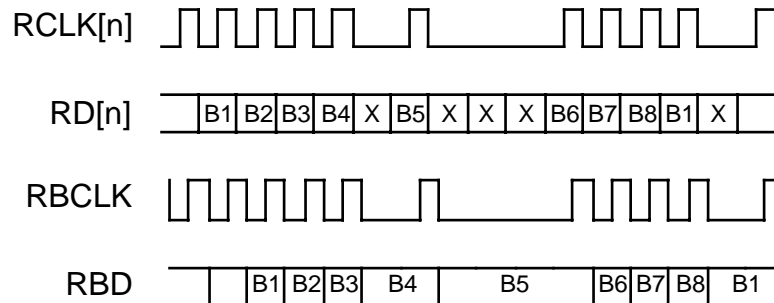 RCLK[n]
RD[n] B1 B2 B3 B4 X B5 X X X B6 B7 B8 B1 X
RBCLK
RBD B1 B2 B3 B4 B5 B6 B7 B8 B1